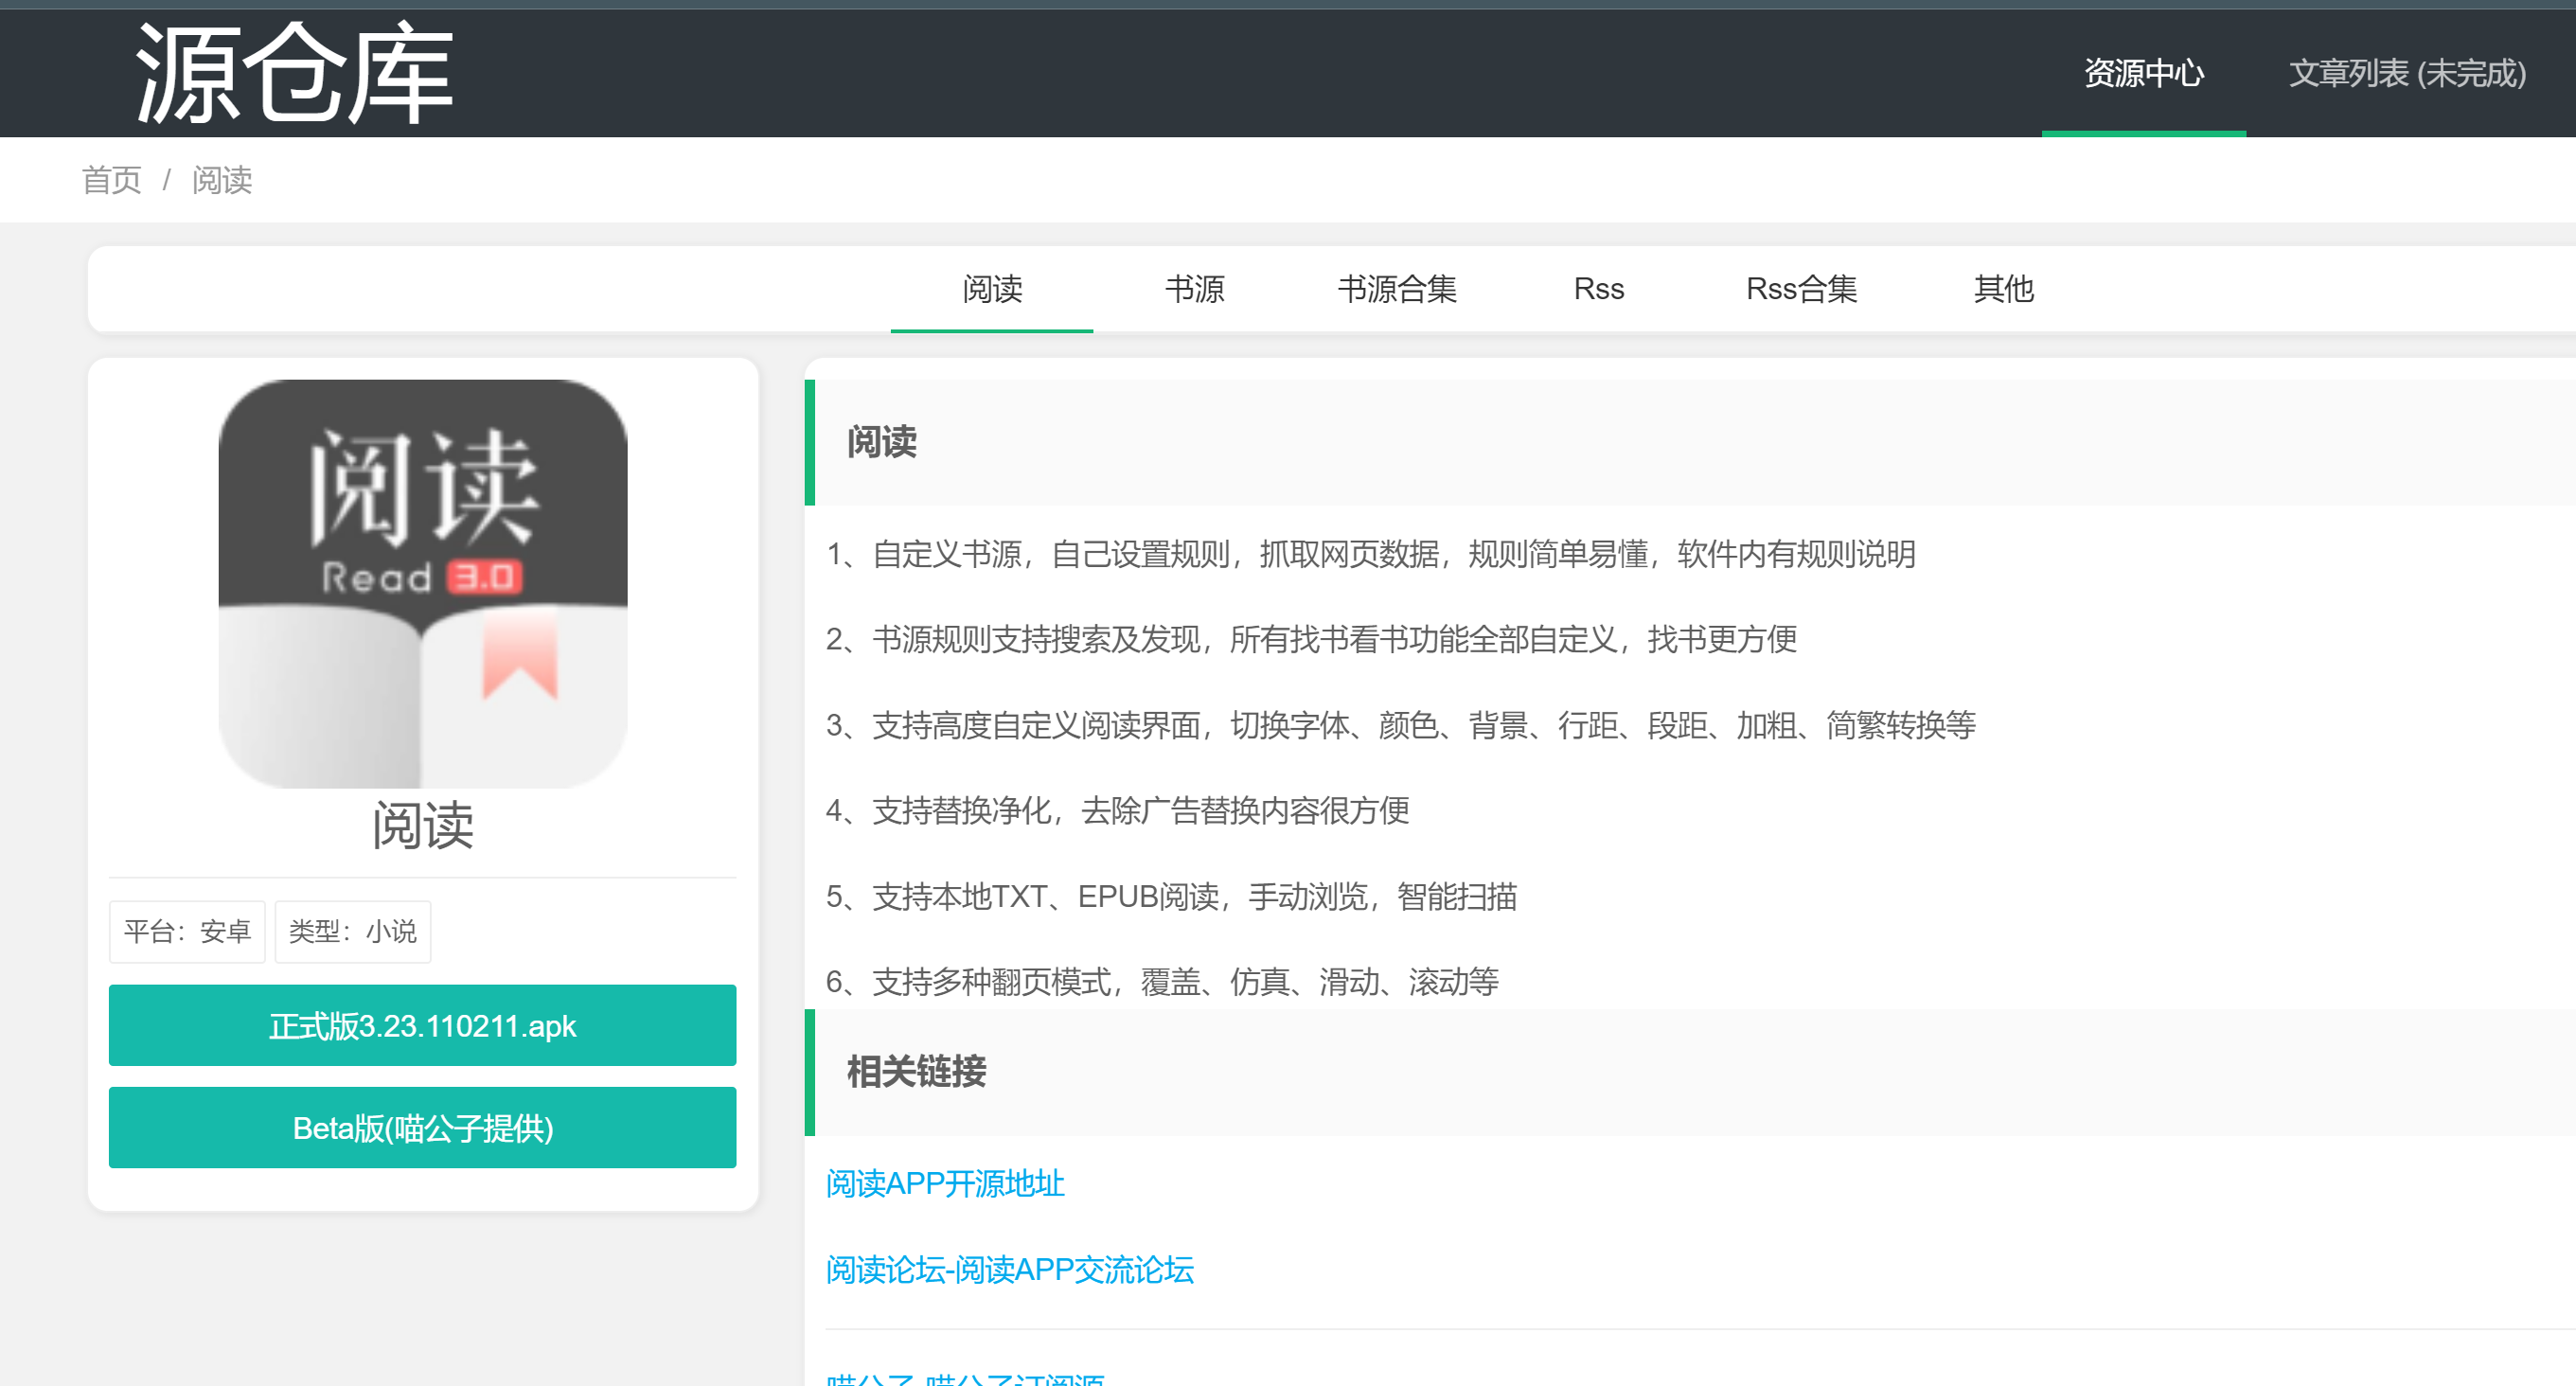 源仓库
资源中心 文章列表 (未完成)
首页 / 阅读
阅读 书源 书源合集 Rss Rss合集 其他
阅读
Read 3.0
阅读
平台：安卓 类型：小说
正式版3.23.110211.apk
Beta版(喵公子提供)
阅读
1、自定义书源，自己设置规则，抓取网页数据，规则简单易懂，软件内有规则说明
2、书源规则支持搜索及发现，所有找书看书功能全部自定义，找书更方便
3、支持高度自定义阅读界面，切换字体、颜色、背景、行距、段距、加粗、简繁转换等
4、支持替换净化，去除广告替换内容很方便
5、支持本地TXT、EPUB阅读，手动浏览，智能扫描
6、支持多种翻页模式，覆盖、仿真、滑动、滚动等
相关链接
阅读APP开源地址
阅读论坛-阅读APP交流论坛
喵公子-喵公子订阅源